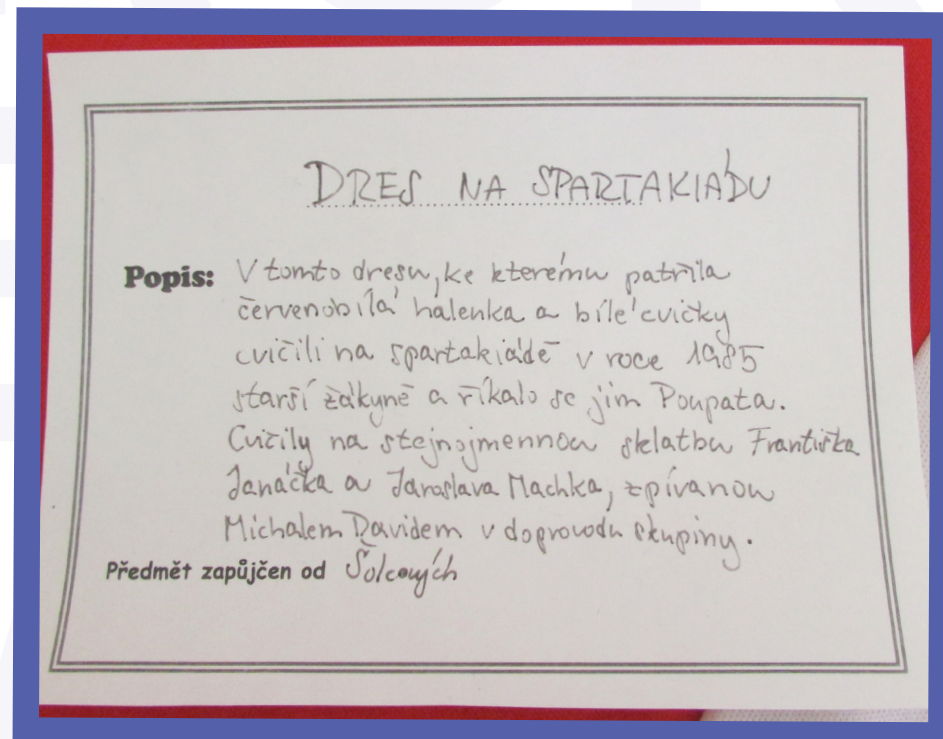 DRES NA SPARTAKIÁDU
Popis: V tomto dresu, ke kterému patřila
červenobílá halenka a bílé cvičky
cvičili na spartakiádě v roce 1985
starší žákyně a říkalo se jim Poupata.
Cvičily na stejnojmennou sklatbu Františka
Janáčka a Jaroslava Machka, zpívanou
Michalem Davidem v doprovodu skupiny.
Předmět zapůjčen od Šolcových